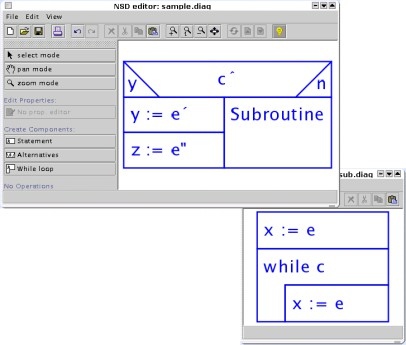 NSD editor: sample.diag
File Edit View
select mode
pan mode
zoom mode
Edit Properties:
No prop. editor
Create Components:
Statement
Alternatives
While loop
No Operations
y c´ n
y := e´ Subroutine
z := e"
sub.diag
x := e
while c
x := e